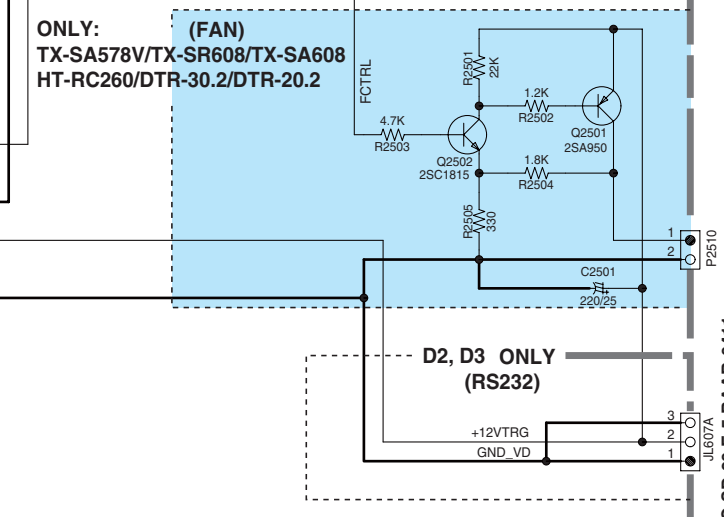 ONLY: (FAN)
TX-SA578V/TX-SR608/TX-SA608
HT-RC260/DTR-30.2/DTR-20.2
FCTRL
R2501
22K
1.2K
R2502
Q2501
2SA950
4.7K
R2503
Q2502
2SC1815
1.8K
R2504
R2505
330
1
2
P2510
C2501
220/25
D2, D3 ONLY
(RS232)
+12VTRG
GND_VD
3
2
1
JL607A